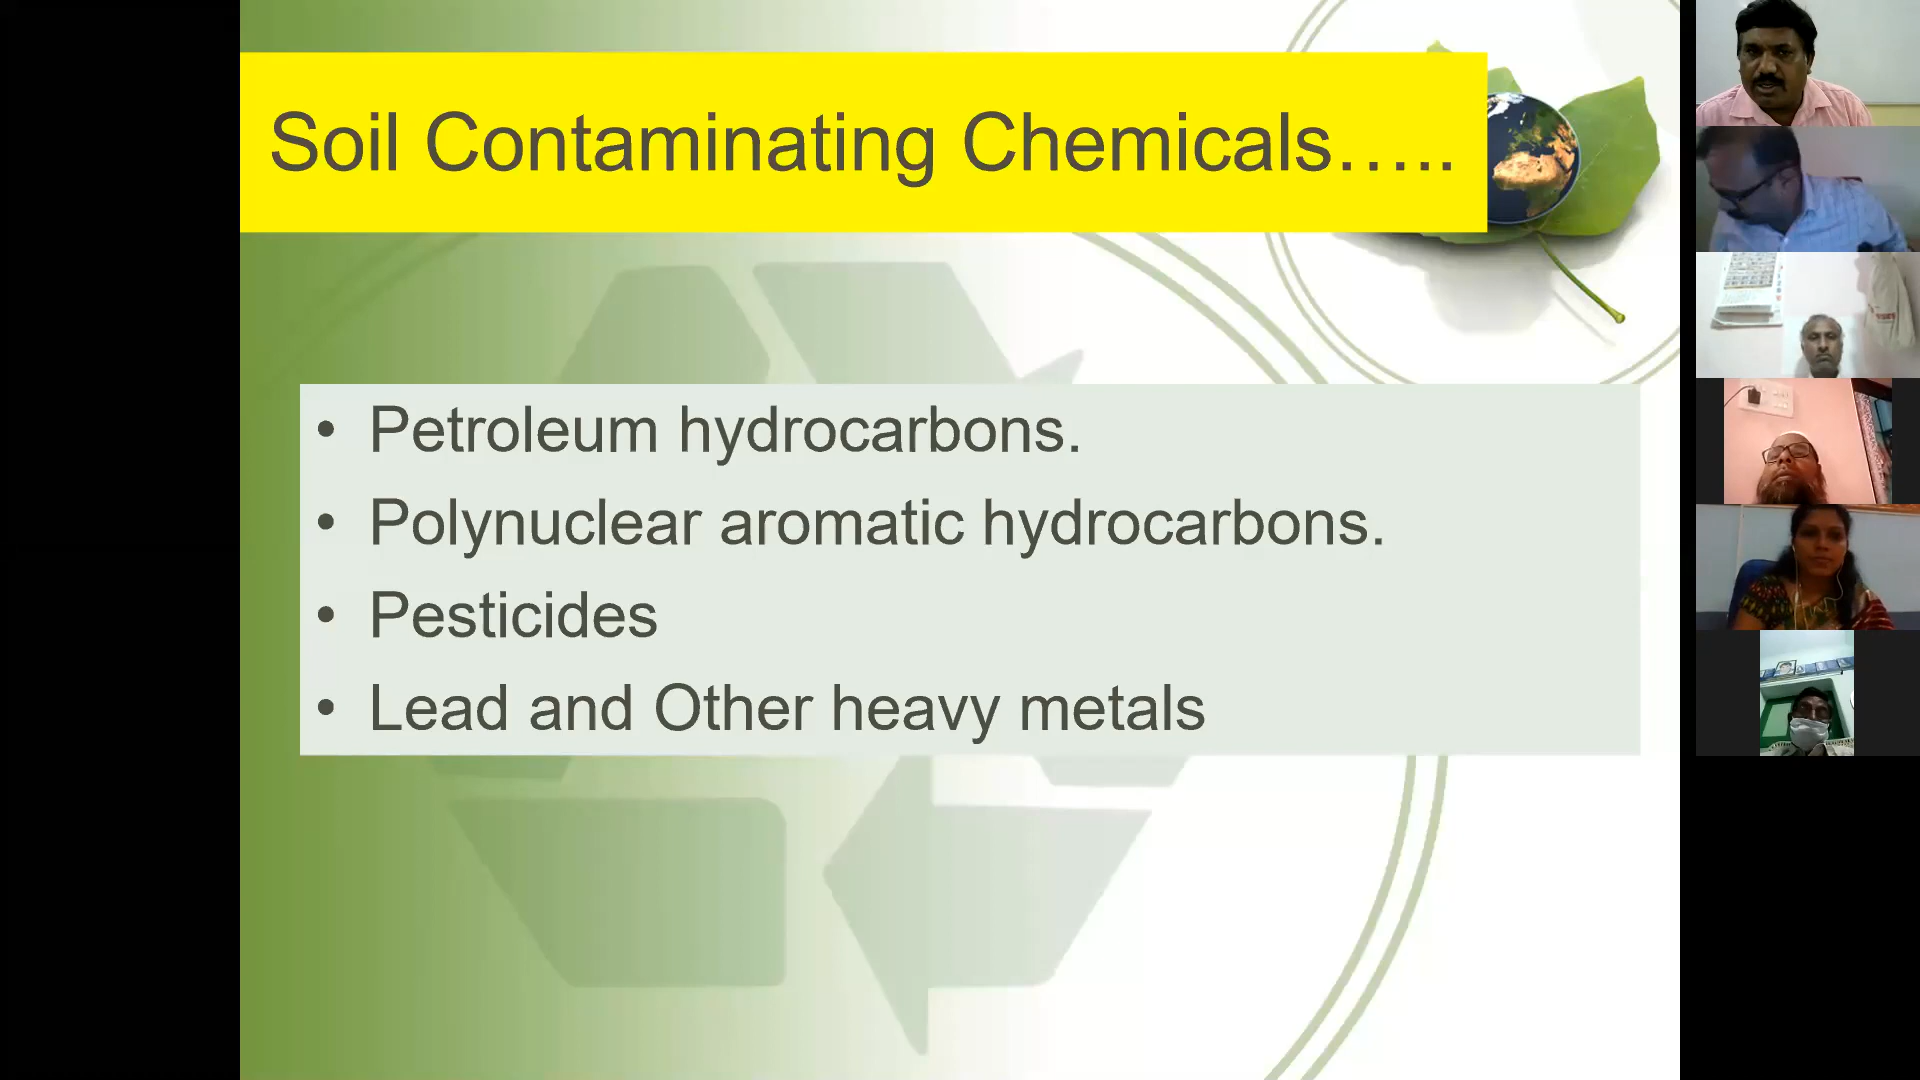 Soil Contaminating Chemicals…..
• Petroleum hydrocarbons.
• Polynuclear aromatic hydrocarbons.
• Pesticides
• Lead and Other heavy metals